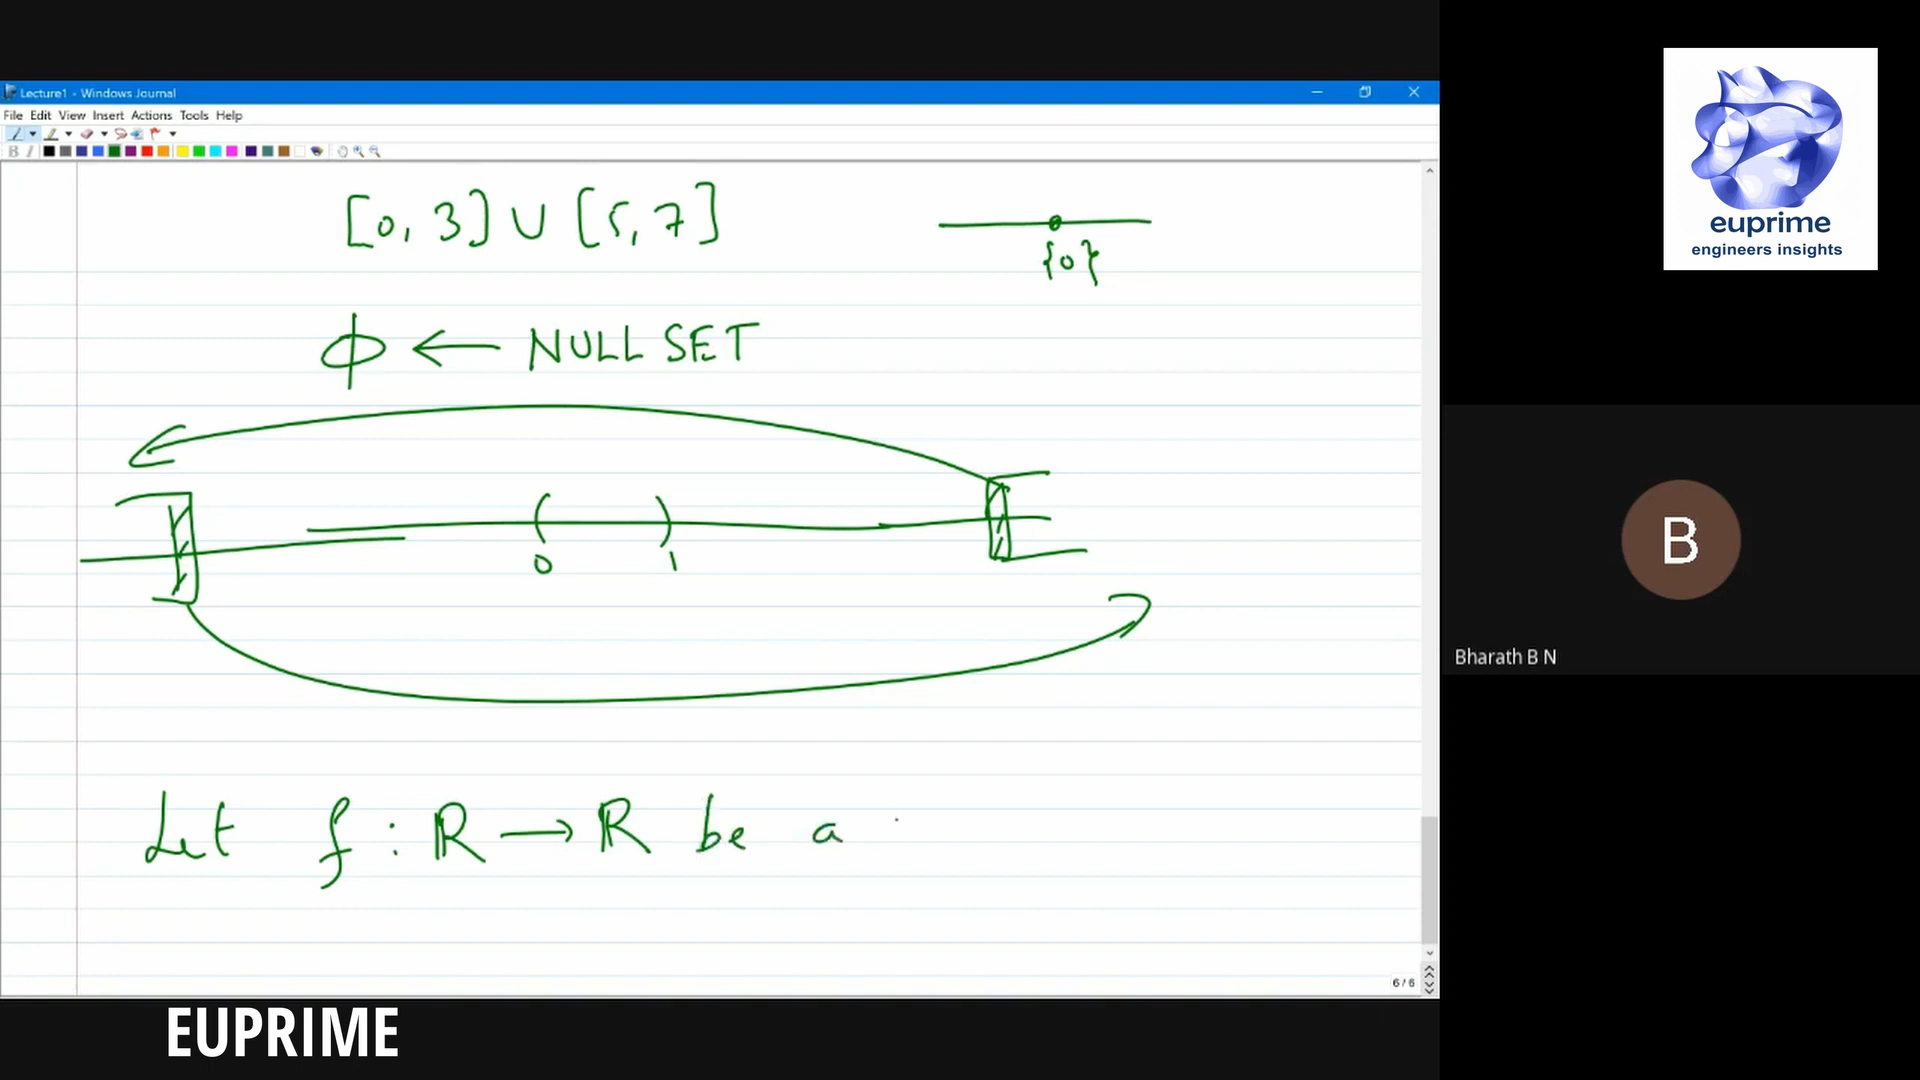 Lecture1 - Windows Journal
File Edit View Insert Actions Tools Help
B I
[0, 3] ∪ [5, 7]
{0}
ϕ ← NULL SET
0 1
Let f : ℝ → ℝ be a
6 / 6
EUPRIME
euprime
engineers insights
B
Bharath B N